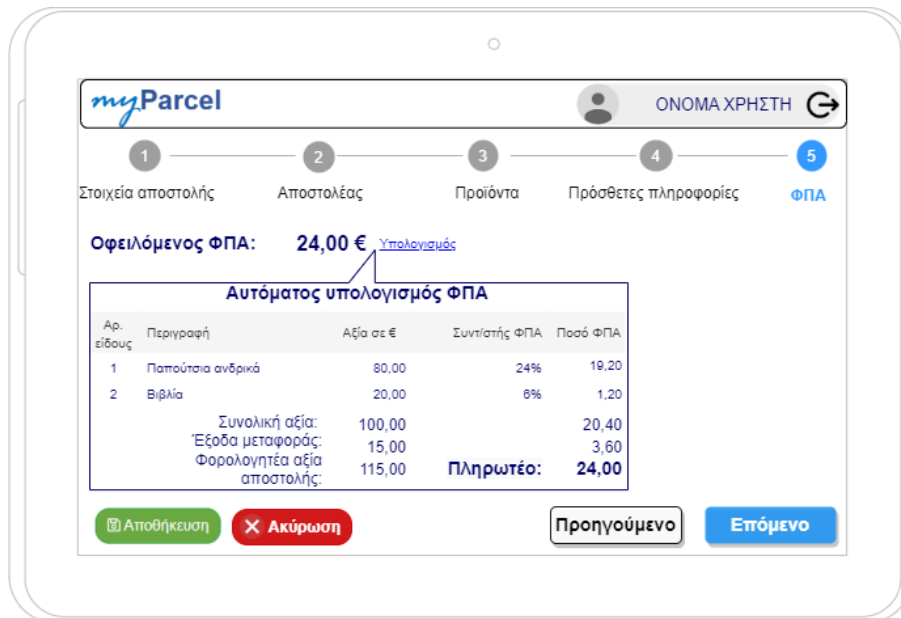 myParcel
ΟΝΟΜΑ ΧΡΗΣΤΗ
1 2 3 4 5
Στοιχεία αποστολής Αποστολέας Προϊόντα Πρόσθετες πληροφορίες ΦΠΑ
Οφειλόμενος ΦΠΑ: 24,00 € Υπολογισμός
Αυτόματος υπολογισμός ΦΠΑ
Αρ. είδους Περιγραφή Αξία σε € Συντ/στής ΦΠΑ Ποσό ΦΠΑ
1 Παπούτσια ανδρικά 80,00 24% 19,20
2 Βιβλία 20,00 6% 1,20
Συνολική αξία: 100,00 20,40
Έξοδα μεταφοράς: 15,00 3,60
Φορολογητέα αξία αποστολής: 115,00 Πληρωτέο: 24,00
Αποθήκευση Ακύρωση Προηγούμενο Επόμενο